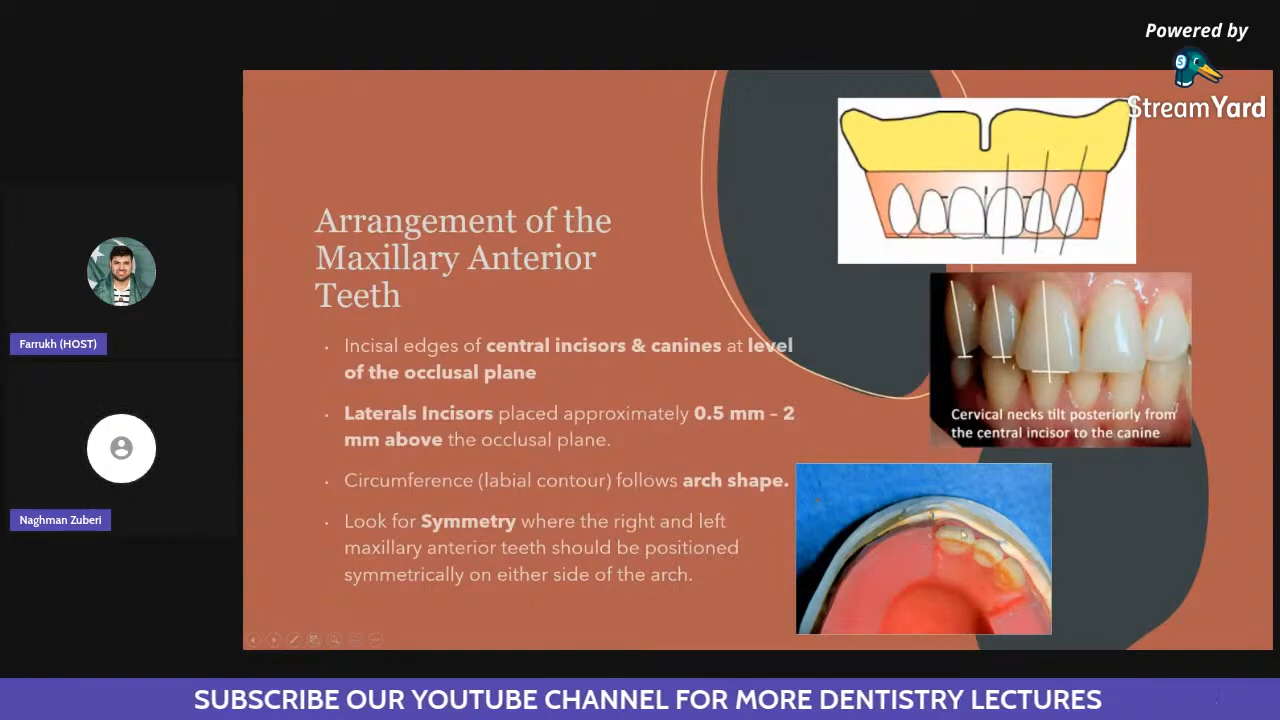 Powered by
StreamYard
Arrangement of the
Maxillary Anterior
Teeth
Incisal edges of central incisors & canines at level
of the occlusal plane
Laterals Incisors placed approximately 0.5 mm – 2
mm above the occlusal plane.
Circumference (labial contour) follows arch shape.
Look for Symmetry where the right and left
maxillary anterior teeth should be positioned
symmetrically on either side of the arch.
Cervical necks tilt posteriorly from
the central incisor to the canine
Farrukh (HOST)
Naghman Zuberi
SUBSCRIBE OUR YOUTUBE CHANNEL FOR MORE DENTISTRY LECTURES